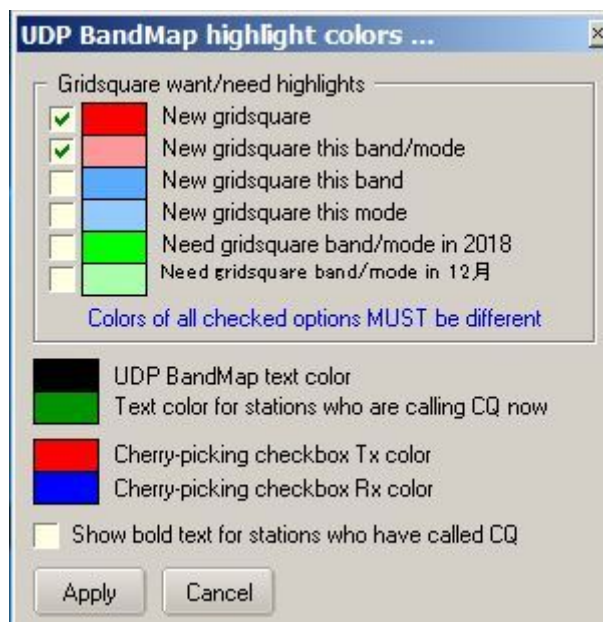 UDP BandMap highlight colors ...
Gridsquare want/need highlights
New gridsquare
New gridsquare this band/mode
New gridsquare this band
New gridsquare this mode
Need gridsquare band/mode in 2018
Need gridsquare band/mode in 12月
Colors of all checked options MUST be different
UDP BandMap text color
Text color for stations who are calling CQ now
Cherry-picking checkbox Tx color
Cherry-picking checkbox Rx color
Show bold text for stations who have called CQ
Apply Cancel